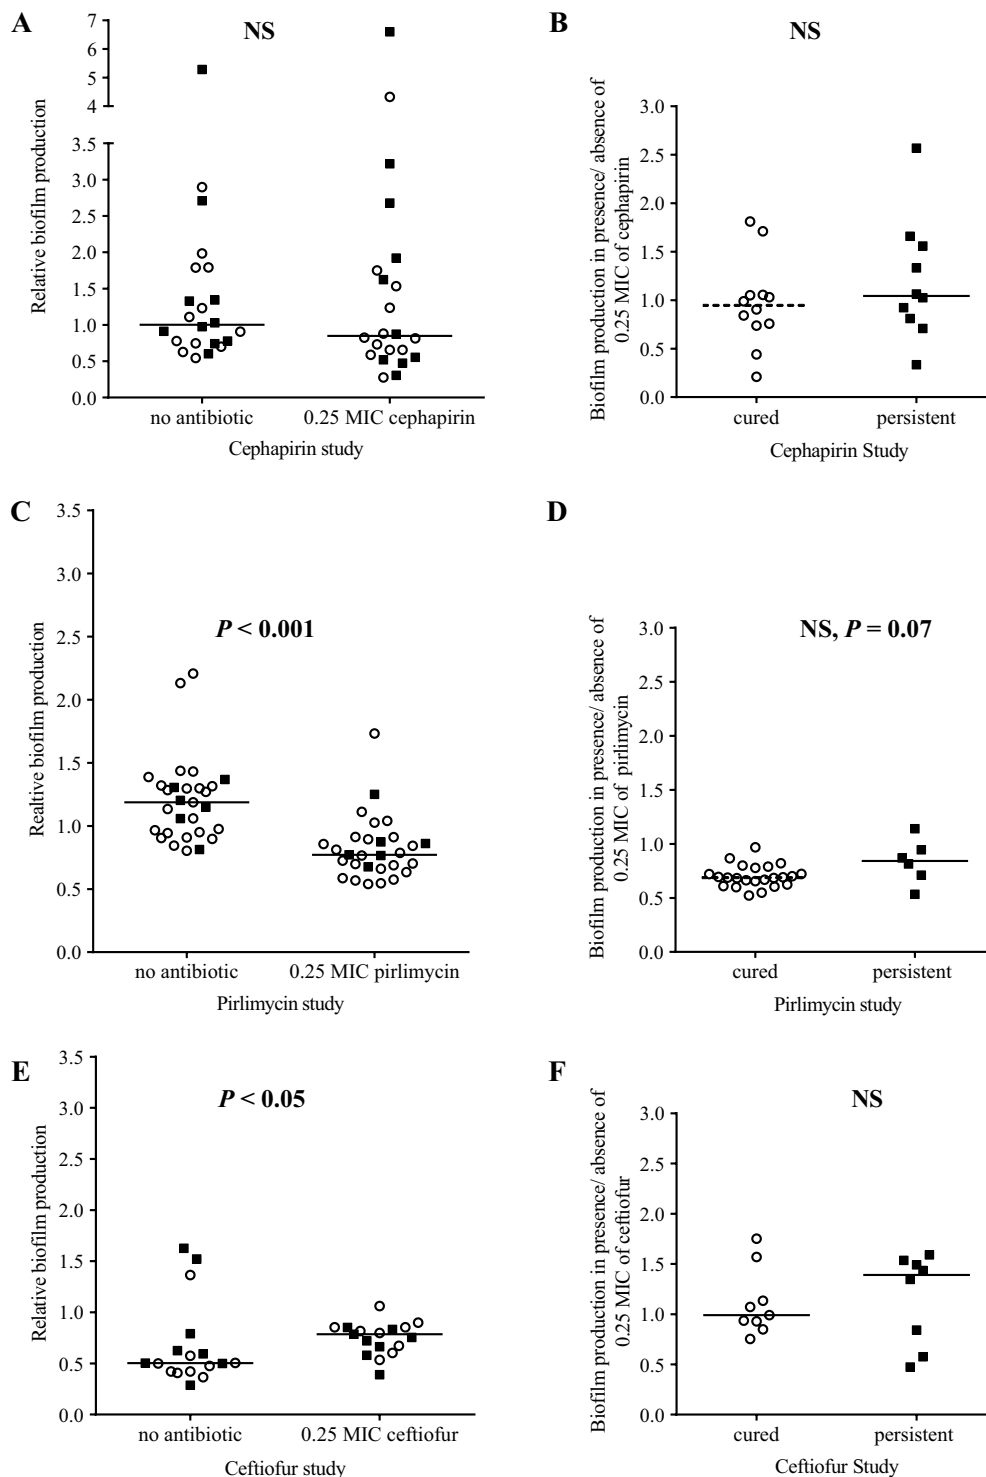 A
NS
Relative biofilm production
7
6
5
4
3.5
3.0
2.5
2.0
1.5
1.0
0.5
0.0
no antibiotic
0.25 MIC cephapirin
Cephapirin study
B
NS
Biofilm production in presence/ absence of
0.25 MIC of cephapirin
3.0
2.5
2.0
1.5
1.0
0.5
0.0
cured
persistent
Cephapirin Study
C
P < 0.001
Realtive biofilm production
3.5
3.0
2.5
2.0
1.5
1.0
0.5
0.0
no antibiotic
0.25 MIC pirlimycin
Pirlimycin study
D
NS, P = 0.07
Biofilm production in presence/ absence of
0.25 MIC of pirlimycin
3.0
2.5
2.0
1.5
1.0
0.5
0.0
cured
persistent
Pirlimycin study
E
P < 0.05
Relative biofilm production
3.5
3.0
2.5
2.0
1.5
1.0
0.5
0.0
no antibiotic
0.25 MIC ceftiofur
Ceftiofur study
F
NS
Biofilm production in presence/ absence of
0.25 MIC of ceftiofur
3.0
2.5
2.0
1.5
1.0
0.5
0.0
cured
persistent
Ceftiofur Study